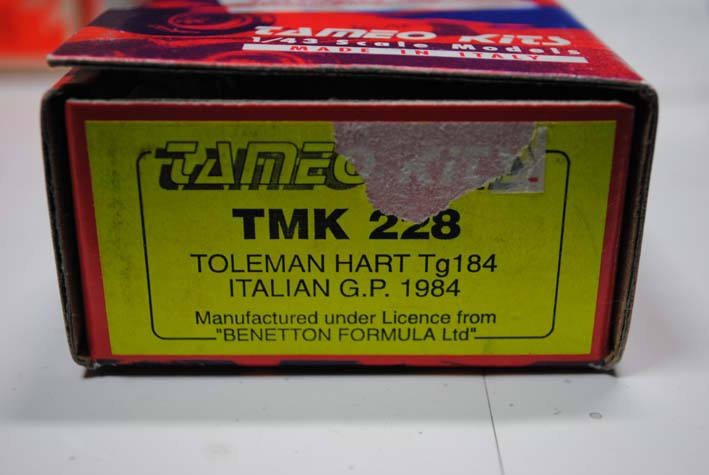 TAMEO KITS
1/43 Scale Models
MADE IN ITALY
TAMEO KITS
TMK 228
TOLEMAN HART Tg184
ITALIAN G.P. 1984
Manufactured under Licence from
"BENETTON FORMULA Ltd"